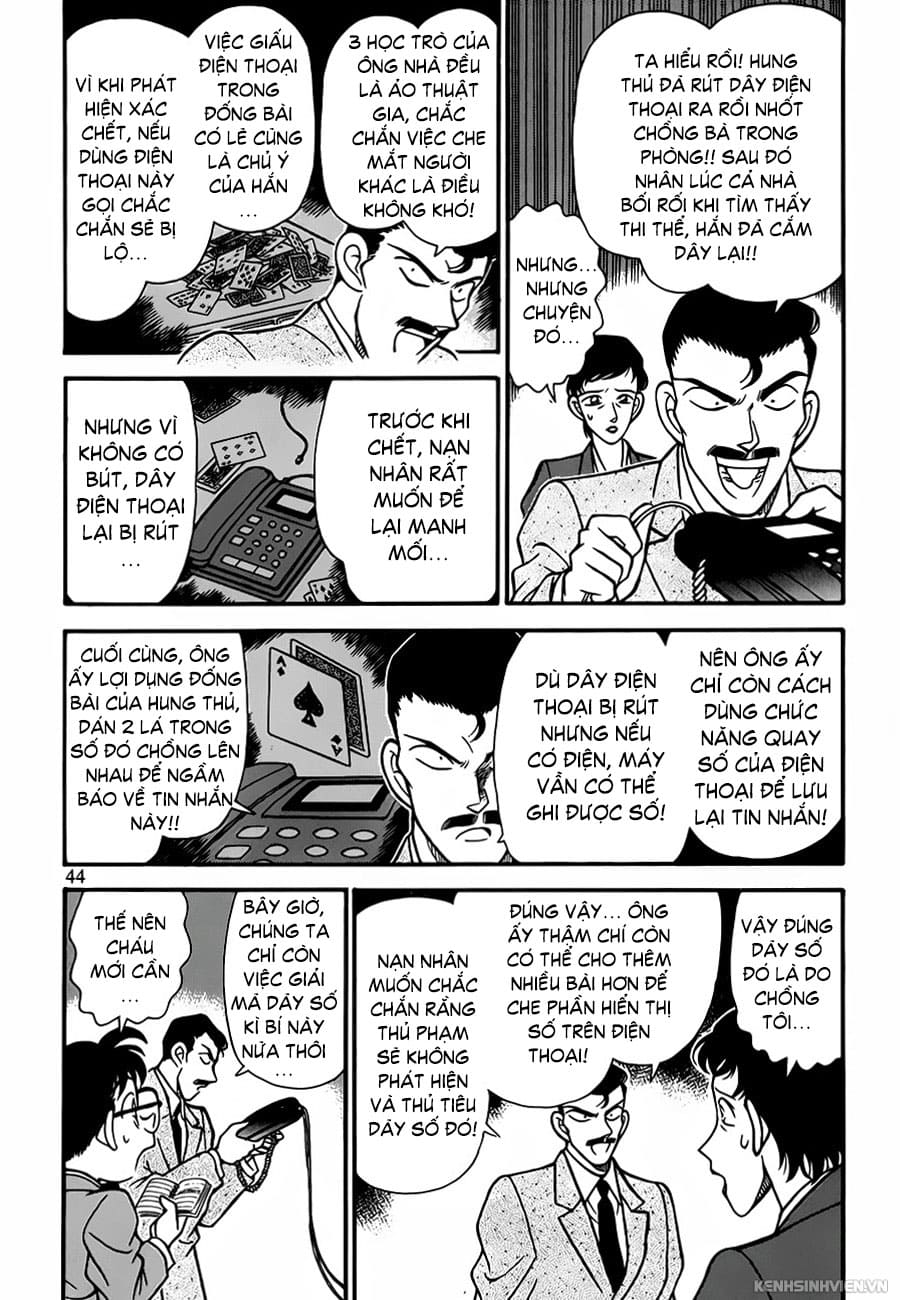 TA HIỂU RỒI! HUNG
THỦ ĐÃ RÚT DÂY ĐIỆN
THOẠI RA RỒI NHỐT
CHỒNG BÀ TRONG
PHÒNG!! SAU ĐÓ
NHÂN LÚC CẢ NHÀ
BỐI RỐI KHI TÌM THẤY
THI THỂ, HẮN ĐÃ CẮM
DÂY LẠI!!
NHƯNG...
NHƯNG
CHUYỆN
ĐÓ...
3 HỌC TRÒ CỦA
ÔNG NHÀ ĐỀU
LÀ ẢO THUẬT
GIA, CHẮC
CHẮN VIỆC CHE
MẮT NGƯỜI
KHÁC LÀ ĐIỀU
KHÔNG KHÓ!
VIỆC GIẤU
ĐIỆN THOẠI
TRONG
ĐỐNG BÀI
CÓ LẼ CŨNG
LÀ CHỦ Ý
CỦA HẮN
...
VÌ KHI PHÁT
HIỆN XÁC
CHẾT, NẾU
DÙNG ĐIỆN
THOẠI NÀY
GỌI CHẮC
CHẮN SẼ BỊ
LỘ...
TRƯỚC KHI
CHẾT, NẠN
NHÂN RẤT
MUỐN ĐỂ
LẠI MANH
MỐI...
NHƯNG VÌ
KHÔNG CÓ
BÚT, DÂY
ĐIỆN THOẠI
LẠI BỊ RÚT
...
NÊN ÔNG ẤY
CHỈ CÒN CÁCH
DÙNG CHỨC
NĂNG QUAY
SỐ CỦA ĐIỆN
THOẠI ĐỂ LƯU
LẠI TIN NHẮN!
DÙ DÂY ĐIỆN
THOẠI BỊ RÚT
NHƯNG NẾU
CÓ ĐIỆN, MÁY
VẪN CÓ THỂ
GHI ĐƯỢC SỐ!
CUỐI CÙNG, ÔNG
ẤY LỢI DỤNG ĐỐNG
BÀI CỦA HUNG THỦ,
DÁN 2 LÁ TRONG
SỐ ĐÓ CHỒNG LÊN
NHAU ĐỂ NGẦM
BÁO VỀ TIN NHẮN
NÀY!!
A
44
VẬY ĐÚNG
DÃY SỐ
ĐÓ LÀ DO
CHỒNG
TÔI...
ĐÚNG VẬY... ÔNG
ẤY THẬM CHÍ CÒN
CÓ THỂ CHO THÊM
NHIỀU BÀI HƠN ĐỂ
CHE PHẦN HIỂN THỊ
SỐ TRÊN ĐIỆN
THOẠI!
NẠN NHÂN
MUỐN CHẮC
CHẮN RẰNG
THỦ PHẠM
SẼ KHÔNG
PHÁT HIỆN
VÀ THỦ TIÊU
DÃY SỐ ĐÓ!
BÂY GIỜ,
CHÚNG TA
CHỈ CÒN
VIỆC GIẢI
MÃ DÃY SỐ
KÌ BÍ NÀY
NỮA THÔI
...
THẾ NÊN
CHÁU
MỚI CẦN
...
KENHSINHVIEN.VN